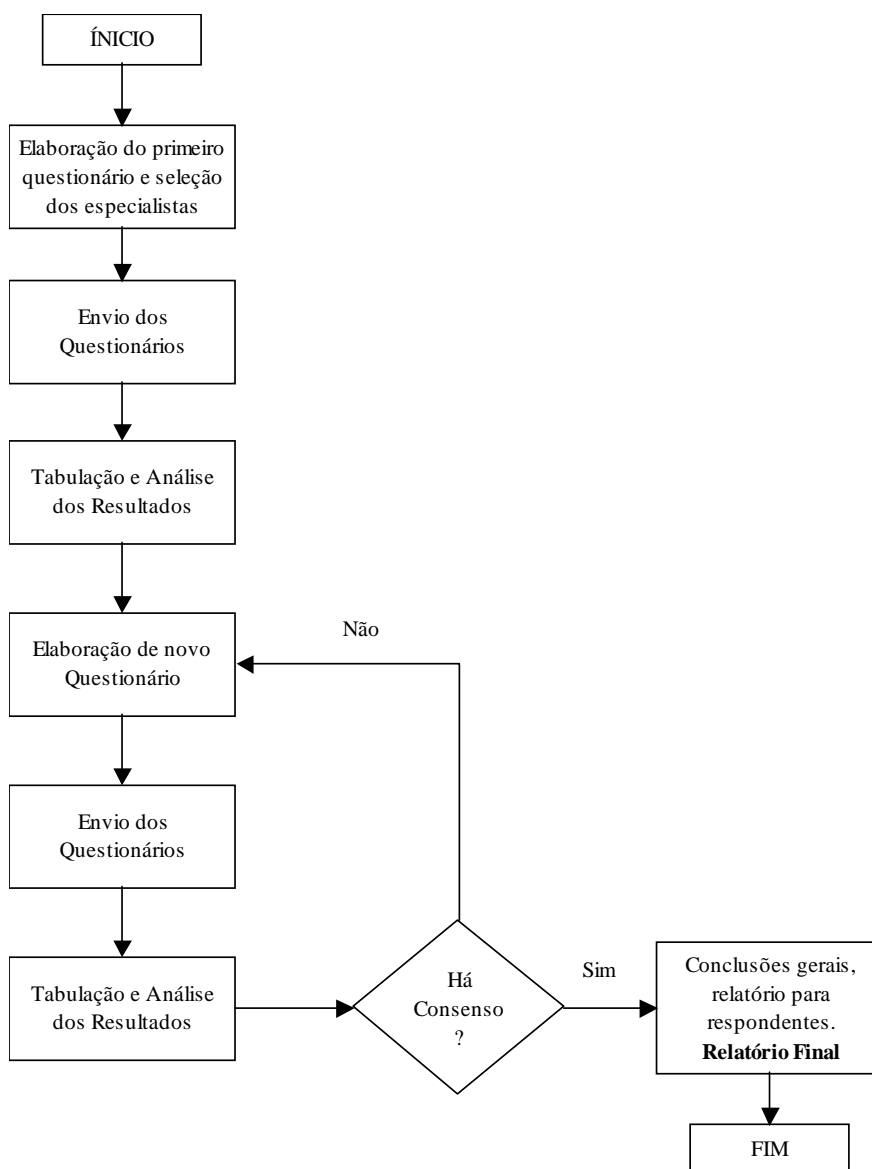 ÍNICIO
Elaboração do primeiro
questionário e seleção
dos especialistas
Envio dos
Questionários
Tabulação e Análise
dos Resultados
Elaboração de novo
Questionário
Não
Envio dos
Questionários
Tabulação e Análise
dos Resultados
Há
Consenso
?
Sim
Conclusões gerais,
relatório para
respondentes.
Relatório Final
FIM